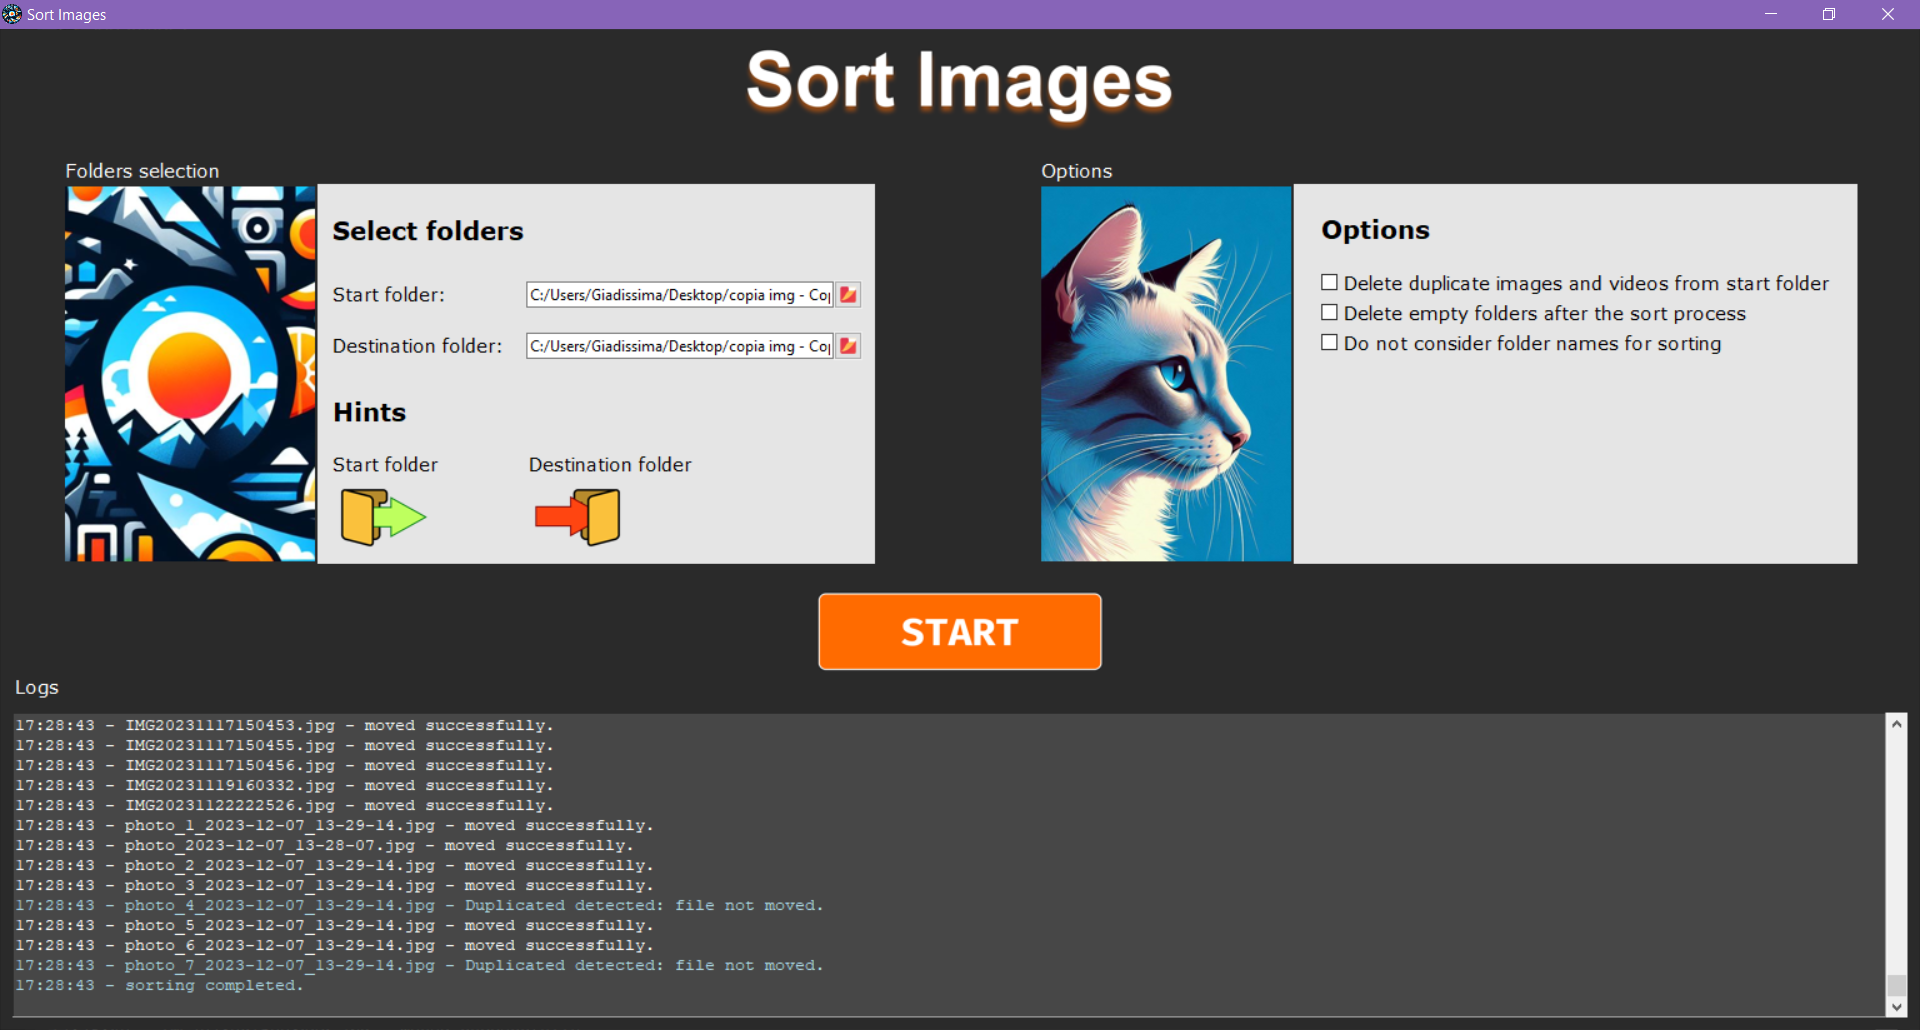 Sort Images
Sort Images
Folders selection
Select folders
Start folder:
C:/Users/Giadissima/Desktop/copia img - Co
Destination folder:
C:/Users/Giadissima/Desktop/copia img - Co
Hints
Start folder
Destination folder
Options
Options
Delete duplicate images and videos from start folder
Delete empty folders after the sort process
Do not consider folder names for sorting
START
Logs
17:28:43 - IMG20231117150453.jpg - moved successfully.
17:28:43 - IMG20231117150455.jpg - moved successfully.
17:28:43 - IMG20231117150456.jpg - moved successfully.
17:28:43 - IMG20231119160332.jpg - moved successfully.
17:28:43 - IMG20231122222526.jpg - moved successfully.
17:28:43 - photo_1_2023-12-07_13-29-14.jpg - moved successfully.
17:28:43 - photo_2023-12-07_13-28-07.jpg - moved successfully.
17:28:43 - photo_2_2023-12-07_13-29-14.jpg - moved successfully.
17:28:43 - photo_3_2023-12-07_13-29-14.jpg - moved successfully.
17:28:43 - photo_4_2023-12-07_13-29-14.jpg - Duplicated detected: file not moved.
17:28:43 - photo_5_2023-12-07_13-29-14.jpg - moved successfully.
17:28:43 - photo_6_2023-12-07_13-29-14.jpg - moved successfully.
17:28:43 - photo_7_2023-12-07_13-29-14.jpg - Duplicated detected: file not moved.
17:28:43 - sorting completed.